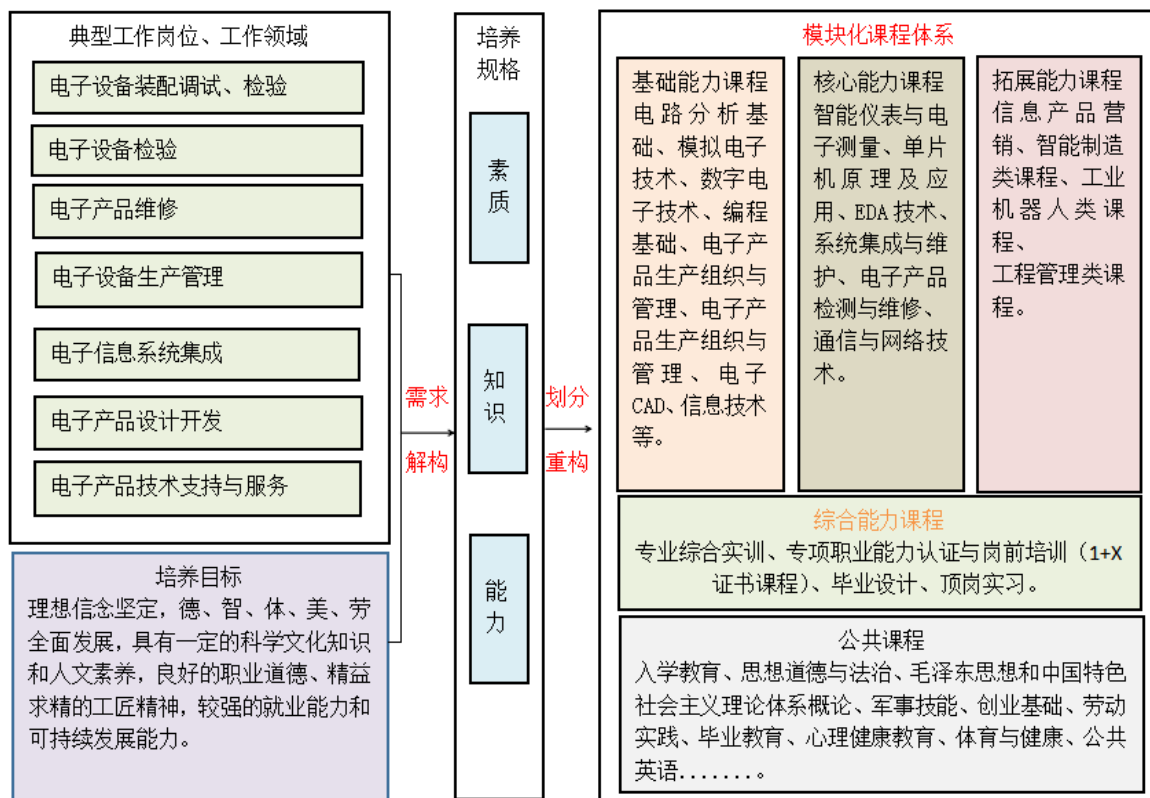 典型工作岗位、工作领域
电子设备装配调试、检验
电子设备检验
电子产品维修
电子设备生产管理
电子信息系统集成
电子产品设计开发
电子产品技术支持与服务
培养目标
理想信念坚定，德、智、体、美、劳
全面发展，具有一定的科学文化知识
和人文素养，良好的职业道德、精益
求精的工匠精神，较强的就业能力和
可持续发展能力。
需求
解构
培养
规格
素
质
知
识
能
力
划分
重构
模块化课程体系
基础能力课程
电路分析基
础、模拟电子
技术、数字电
子技术、编程
基础、电子产
品生产组织与
管理、电子产
品生产组织与
管理、电子
CAD、信息技术
等。
核心能力课程
智能仪表与电
子测量、单片
机原理及应
用、EDA 技术、
系统集成与维
护、电子产品
检测与维修、
通信与网络技
术。
拓展能力课程
信息产品营
销、智能制造
类课程、工业
机器人类课
程、
工程管理类课
程。
综合能力课程
专业综合实训、专项职业能力认证与岗前培训（1+X
证书课程）、毕业设计、顶岗实习。
公共课程
入学教育、思想道德与法治、毛泽东思想和中国特色
社会主义理论体系概论、军事技能、创业基础、劳动
实践、毕业教育、心理健康教育、体育与健康、公共
英语.......。